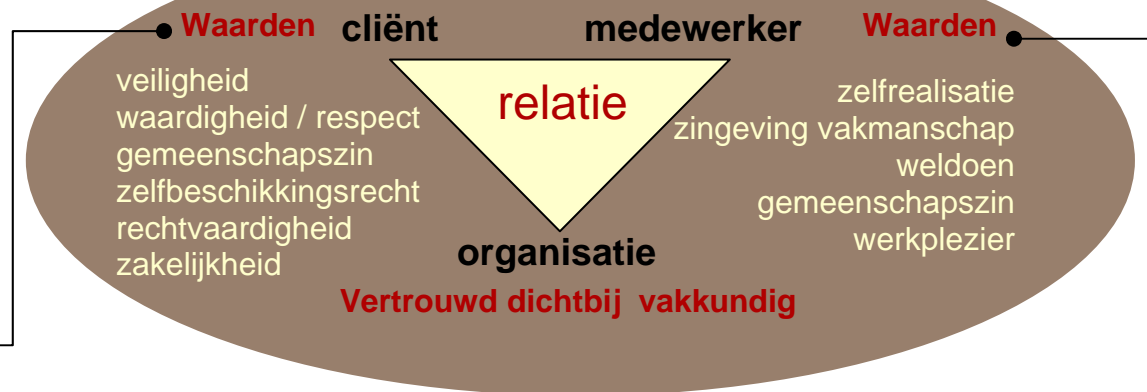 Waarden cliënt medewerker Waarden
relatie
veiligheid
waardigheid / respect
gemeenschapszin
zelfbeschikkingsrecht
rechtvaardigheid
zakelijkheid
zelfrealisatie
zingeving vakmanschap
weldoen
gemeenschapszin
werkplezier
organisatie
Vertrouwd dichtbij vakkundig